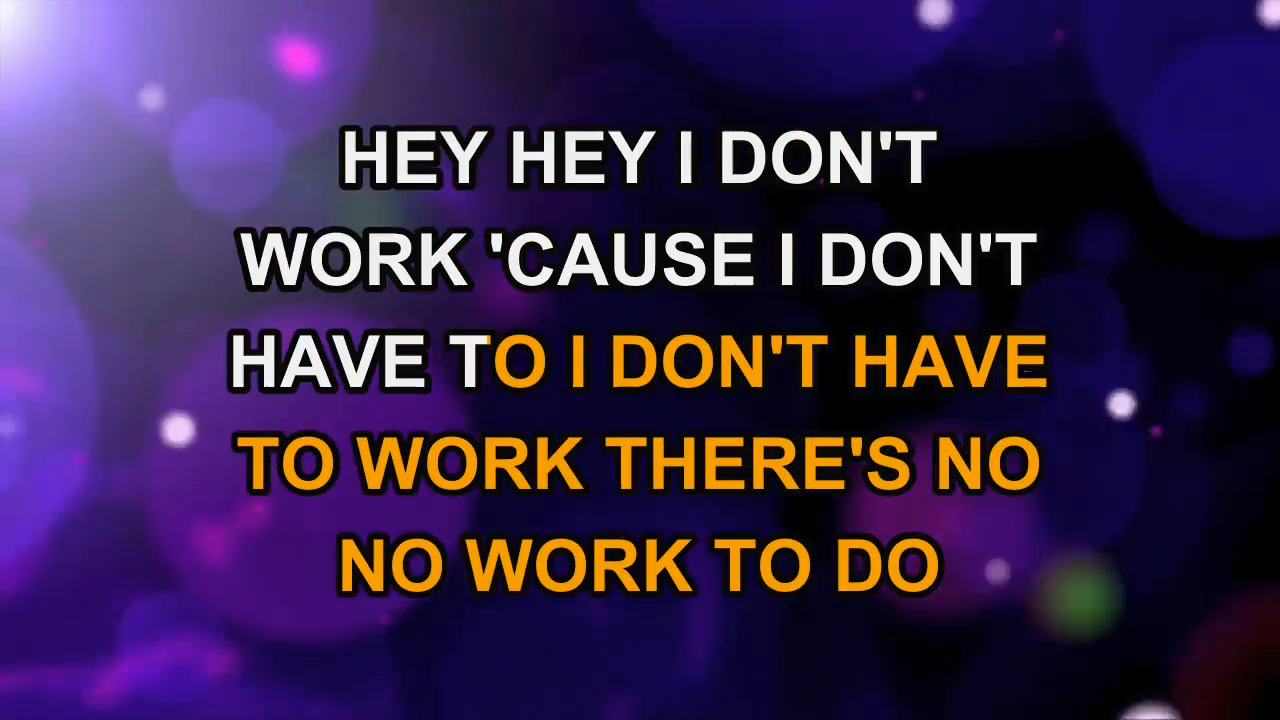 HEY HEY I DON'T
WORK 'CAUSE I DON'T
HAVE TO I DON'T HAVE
TO WORK THERE'S NO
NO WORK TO DO